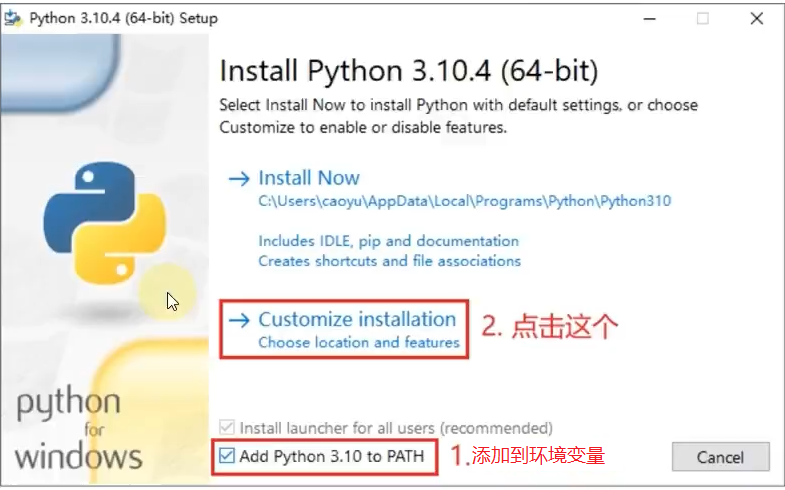 Python 3.10.4 (64-bit) Setup
Install Python 3.10.4 (64-bit)
Select Install Now to install Python with default settings, or choose
Customize to enable or disable features.
Install Now
C:\Users\caoyu\AppData\Local\Programs\Python\Python310
Includes IDLE, pip and documentation
Creates shortcuts and file associations
Customize installation
Choose location and features
2. 点击这个
python
for
windows
Install launcher for all users (recommended)
Add Python 3.10 to PATH
1.添加到环境变量
Cancel